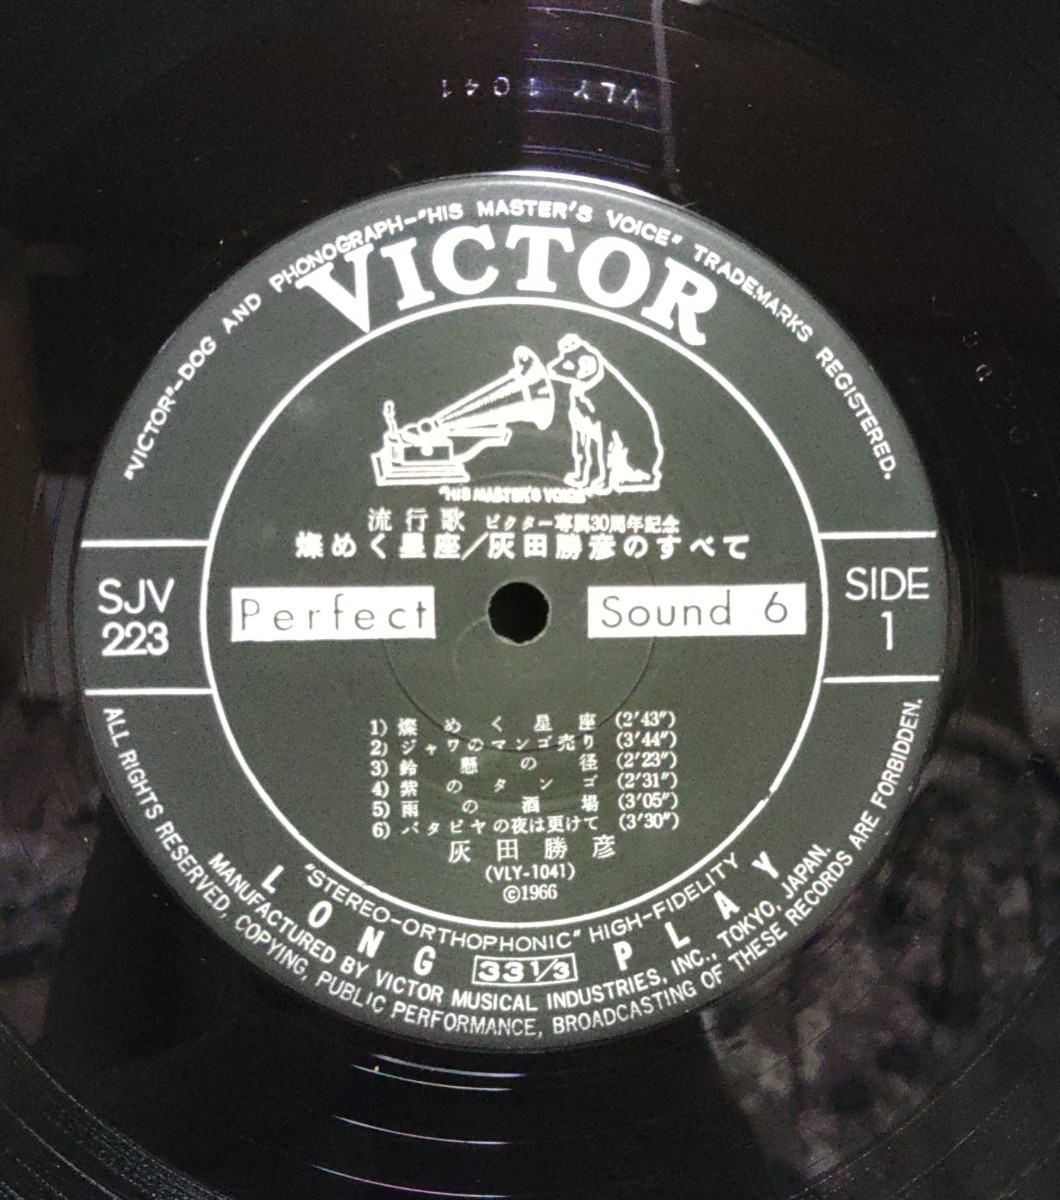 VLY 1041
"VICTOR"-DOG AND PHONOGRAPH-"HIS MASTER'S VOICE" TRADEMARKS REGISTERED.
VICTOR
"HIS MASTER'S VOICE"
流行歌 ビクター専属30周年記念
燦めく星座/灰田勝彦のすべて
SJV
223
Perfect Sound 6
SIDE
1
1) 燦めく星座 (2'43")
2) ジャワのマンゴ売り (3'44")
3) 鈴懸の径 (2'23")
4) 紫のタンゴ (2'31")
5) 雨の酒場 (3'05")
6) バタビヤの夜は更けて (3'30")
灰田勝彦
(VLY-1041)
©1966
"STEREO-ORTHOPHONIC" HIGH-FIDELITY
LONG 33 1/3 PLAY
MANUFACTURED BY VICTOR MUSICAL INDUSTRIES, INC., TOKYO, JAPAN.
ALL RIGHTS RESERVED, COPYING, PUBLIC PERFORMANCE, BROADCASTING OF THESE RECORDS ARE FORBIDDEN.